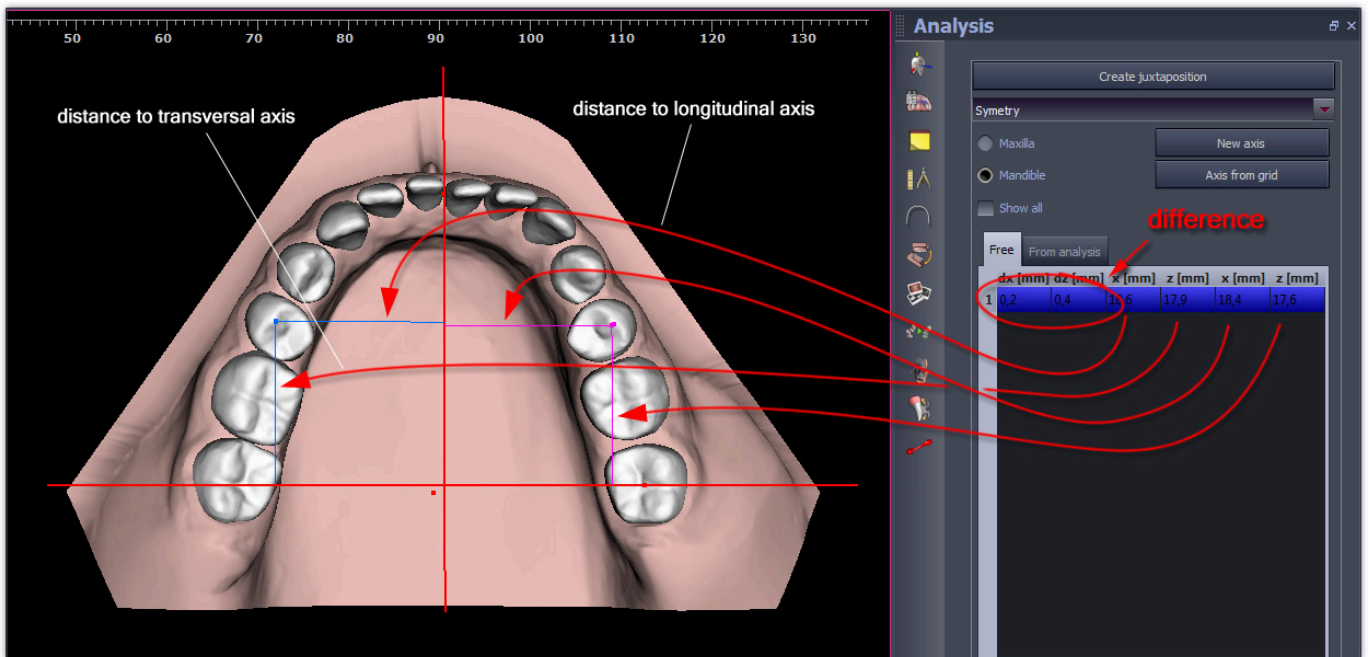 50 60 70 80 90 100 110 120 130
distance to transversal axis
distance to longitudinal axis
Analysis
Create juxtaposition
Symetry
Maxilla
New axis
Mandible
Axis from grid
Show all
difference
Free
From analysis
dx [mm] dz [mm] x [mm] z [mm] x [mm] z [mm]
1 0,2 0,4 18,6 17,9 18,4 17,6